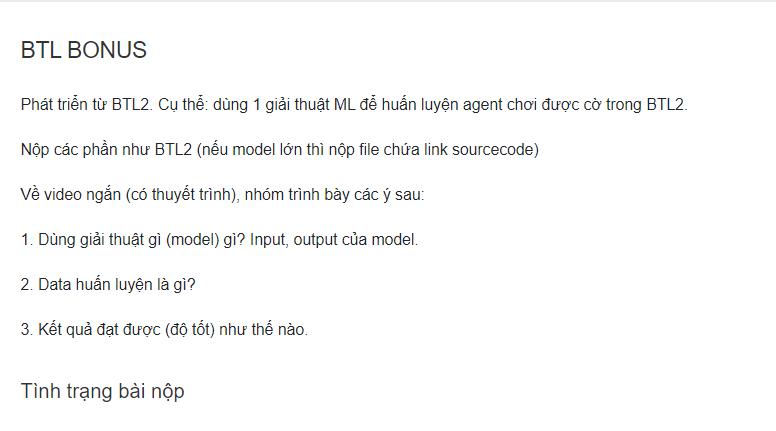 BTL BONUS
Phát triển từ BTL2. Cụ thể: dùng 1 giải thuật ML để huấn luyện agent chơi được cờ trong BTL2.
Nộp các phần như BTL2 (nếu model lớn thì nộp file chứa link sourcecode)
Về video ngắn (có thuyết trình), nhóm trình bày các ý sau:
1. Dùng giải thuật gì (model) gì? Input, output của model.
2. Data huấn luyện là gì?
3. Kết quả đạt được (độ tốt) như thế nào.
Tình trạng bài nộp